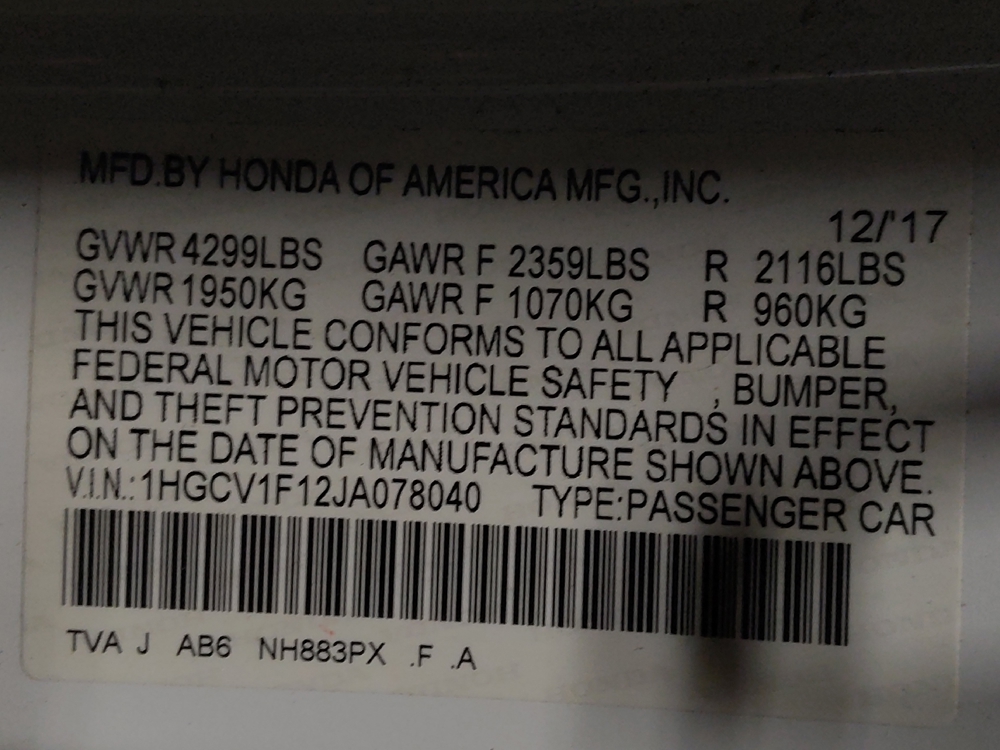 MFD.BY HONDA OF AMERICA MFG.,INC.
12/'17
GVWR 4299LBS GAWR F 2359LBS R 2116LBS
GVWR 1950KG GAWR F 1070KG R 960KG
THIS VEHICLE CONFORMS TO ALL APPLICABLE
FEDERAL MOTOR VEHICLE SAFETY , BUMPER,
AND THEFT PREVENTION STANDARDS IN EFFECT
ON THE DATE OF MANUFACTURE SHOWN ABOVE.
V.I.N.: 1HGCV1F12JA078040 TYPE:PASSENGER CAR
TVA J AB6 NH883PX .F .A